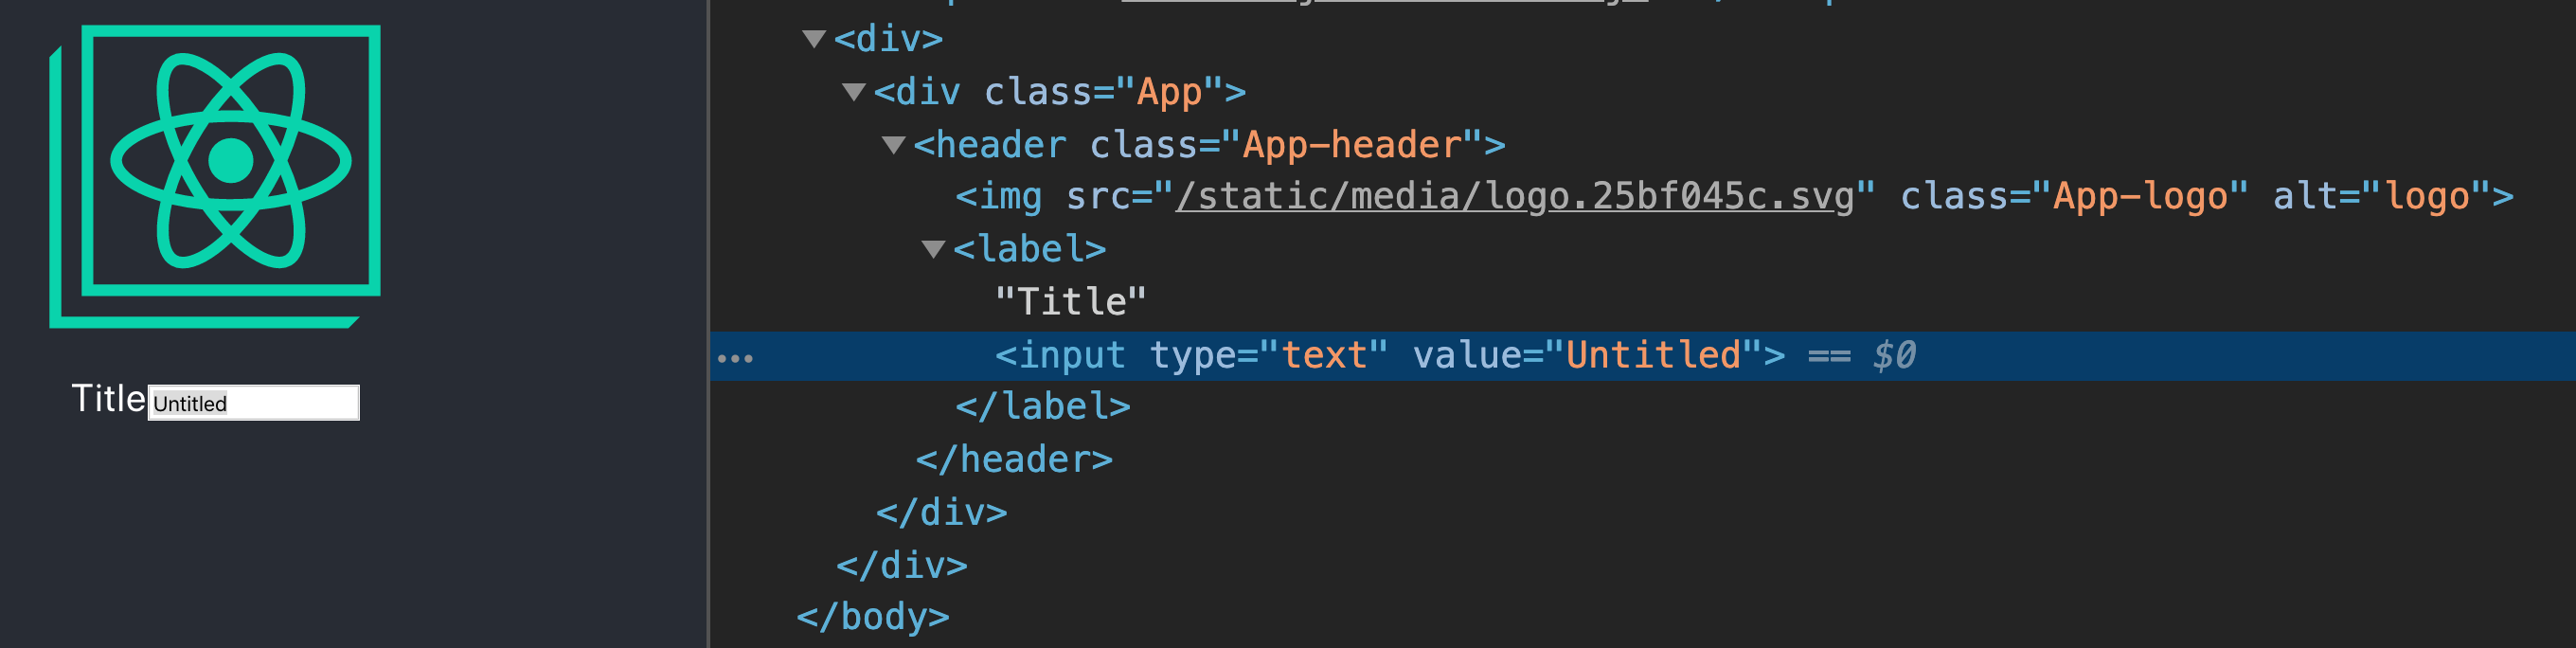 Title Untitled
<div>
<div class="App">
<header class="App-header">
<img src="/static/media/logo.25bf045c.svg" class="App-logo" alt="logo">
<label>
"Title"
<input type="text" value="Untitled"> == $0
</label>
</header>
</div>
</div>
</body>